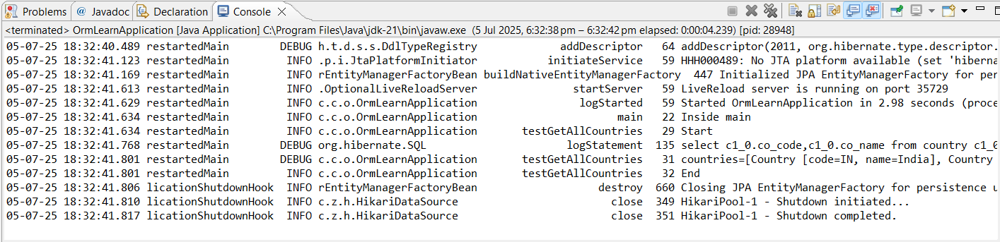 Problems @ Javadoc Declaration Console
<terminated> OrmLearnApplication [Java Application] C:\Program Files\Java\jdk-21\bin\javaw.exe (5 Jul 2025, 6:32:38 pm – 6:32:42 pm elapsed: 0:00:04.239) [pid: 28948]
05-07-25 18:32:40.489 restartedMain DEBUG h.t.d.s.s.DdlTypeRegistry addDescriptor 64 addDescriptor(2011, org.hibernate.type.descriptor.
05-07-25 18:32:41.123 restartedMain INFO .p.i.JtaPlatformInitiator initiateService 59 HHH000489: No JTA platform available (set 'hiberna
05-07-25 18:32:41.169 restartedMain INFO rEntityManagerFactoryBean buildNativeEntityManagerFactory 447 Initialized JPA EntityManagerFactory for per
05-07-25 18:32:41.613 restartedMain INFO .OptionalLiveReloadServer startServer 59 LiveReload server is running on port 35729
05-07-25 18:32:41.629 restartedMain INFO c.c.o.OrmLearnApplication logStarted 59 Started OrmLearnApplication in 2.98 seconds (proce
05-07-25 18:32:41.634 restartedMain INFO c.c.o.OrmLearnApplication main 22 Inside main
05-07-25 18:32:41.634 restartedMain INFO c.c.o.OrmLearnApplication testGetAllCountries 29 Start
05-07-25 18:32:41.768 restartedMain DEBUG org.hibernate.SQL logStatement 135 select c1_0.co_code,c1_0.co_name from country c1_0
05-07-25 18:32:41.801 restartedMain DEBUG c.c.o.OrmLearnApplication testGetAllCountries 31 countries=[Country [code=IN, name=India], Country
05-07-25 18:32:41.801 restartedMain INFO c.c.o.OrmLearnApplication testGetAllCountries 32 End
05-07-25 18:32:41.806 licationShutdownHook INFO rEntityManagerFactoryBean destroy 660 Closing JPA EntityManagerFactory for persistence u
05-07-25 18:32:41.810 licationShutdownHook INFO c.z.h.HikariDataSource close 349 HikariPool-1 - Shutdown initiated...
05-07-25 18:32:41.817 licationShutdownHook INFO c.z.h.HikariDataSource close 351 HikariPool-1 - Shutdown completed.